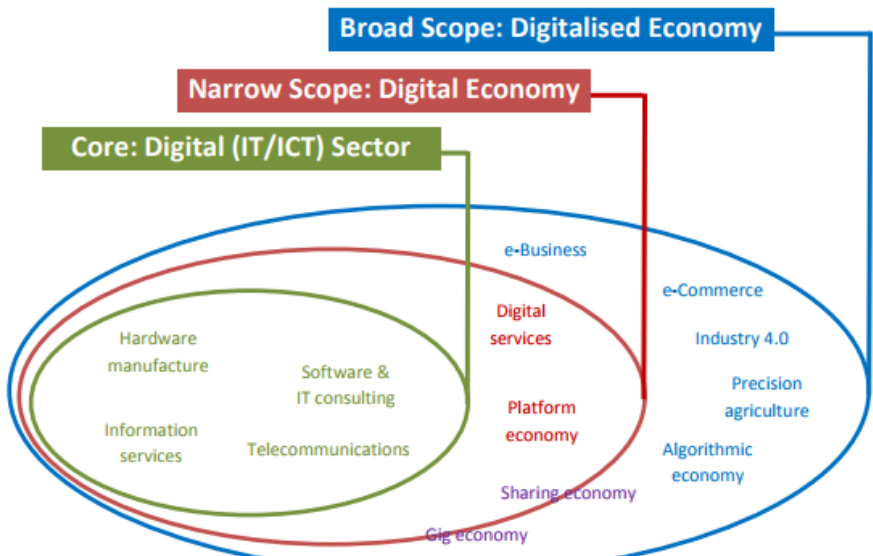 Broad Scope: Digitalised Economy
Narrow Scope: Digital Economy
Core: Digital (IT/ICT) Sector
e-Business
e-Commerce
Digital
services
Industry 4.0
Hardware
manufacture
Software &
IT consulting
Precision
agriculture
Platform
economy
Information
services
Telecommunications
Algorithmic
economy
Sharing economy
Gig economy